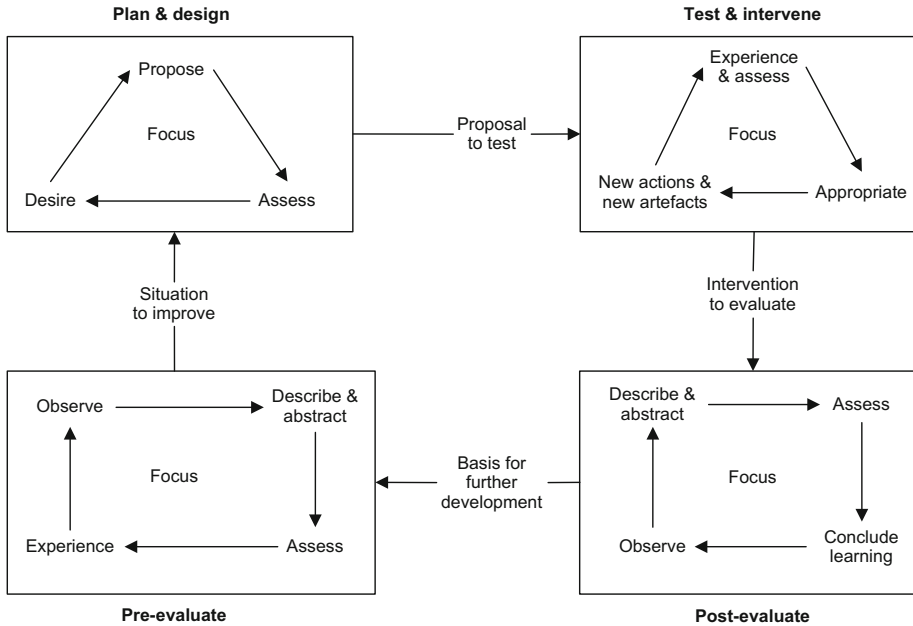 Plan & design
Propose
Focus
Desire
Assess
Proposal
to test
Test & intervene
Experience
& assess
Focus
New actions &
new artefacts
Appropriate
Situation
to improve
Intervention
to evaluate
Observe
Describe &
abstract
Focus
Experience
Assess
Pre-evaluate
Basis for
further
development
Describe &
abstract
Assess
Focus
Observe
Conclude
learning
Post-evaluate